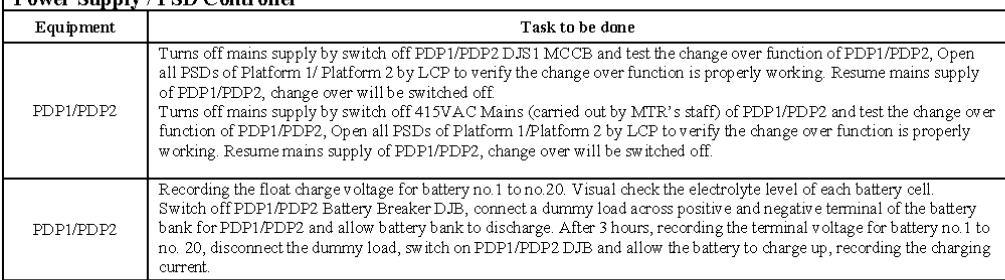 Power Supply / PSD Controller
Equipment
Task to be done
PDP1/PDP2
Turns off mains supply by switch off PDP1/PDP2 DJS1 MCCB and test the change over function of PDP1/PDP2, Open
all PSDs of Platform 1/ Platform 2 by LCP to verify the change over function is properly working. Resume mains supply
of PDP1/PDP2, change over will be switched off.
Turns off mains supply by switch off 415VAC Mains (carried out by MTR's staff) of PDP1/PDP2 and test the change over
function of PDP1/PDP2, Open all PSDs of Platform 1/Platform 2 by LCP to verify the change over function is properly
working. Resume mains supply of PDP1/PDP2, change over will be switched off.
PDP1/PDP2
Recording the float charge voltage for battery no.1 to no.20. Visual check the electrolyte level of each battery cell.
Switch off PDP1/PDP2 Battery Breaker DJB, connect a dummy load across positive and negative terminal of the battery
bank for PDP1/PDP2 and allow battery bank to discharge. After 3 hours, recording the terminal voltage for battery no.1 to
no. 20, disconnect the dummy load, switch on PDP1/PDP2 DJB and allow the battery to charge up, recording the charging
current.